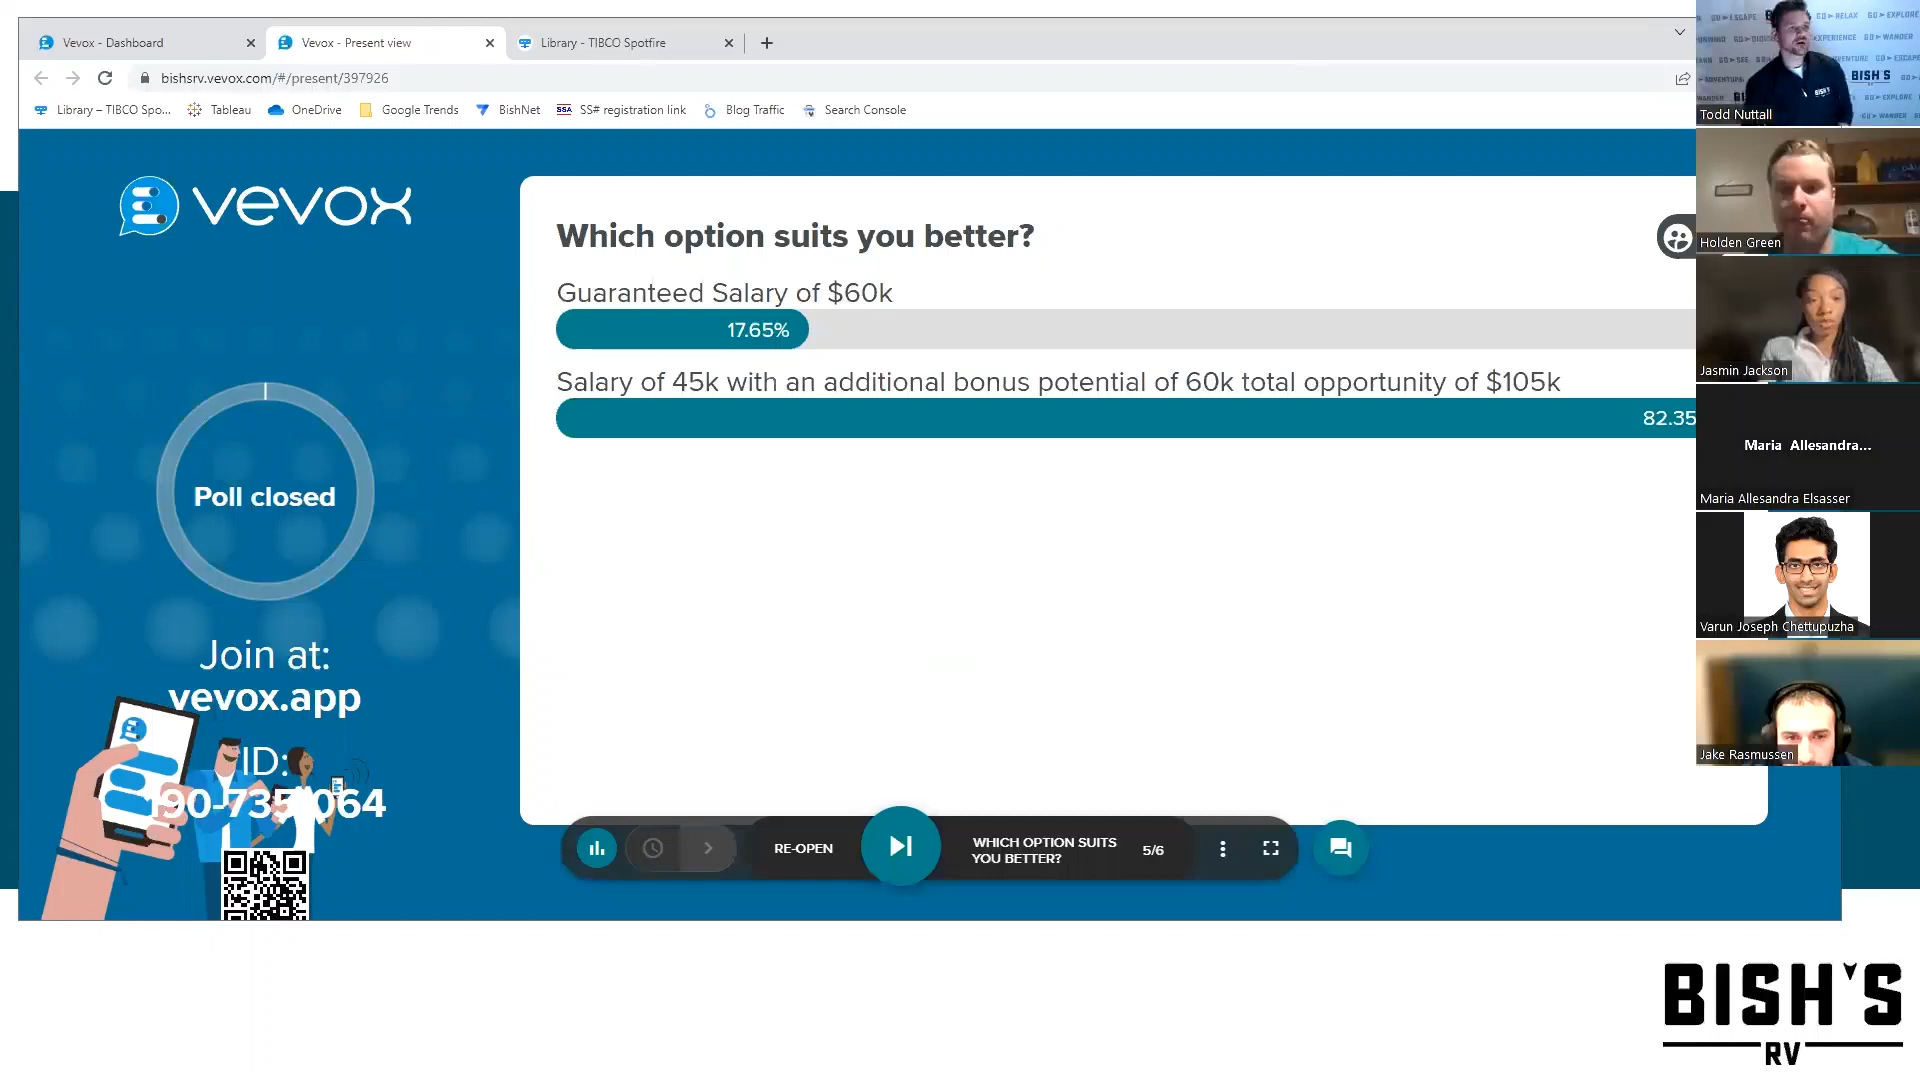 Vevox - Dashboard
Vevox - Present view
Library - TIBCO Spotfire
bishsrv.vevox.com/#/present/397926
Library – TIBCO Spo...
Tableau
OneDrive
Google Trends
BishNet
SSA
SS# registration link
Blog Traffic
Search Console
vevox
Which option suits you better?
Guaranteed Salary of $60k
17.65%
Salary of 45k with an additional bonus potential of 60k total opportunity of $105k
82.35
Poll closed
Join at:
vevox.app
ID:
RE-OPEN
WHICH OPTION SUITS
YOU BETTER?
5/6
BISH'S
Todd Nuttall
Holden Green
Jasmin Jackson
Maria Allesandra...
Maria Allesandra Elsasser
Varun Joseph Chettupuzha
Jake Rasmussen
BISH'S
RV